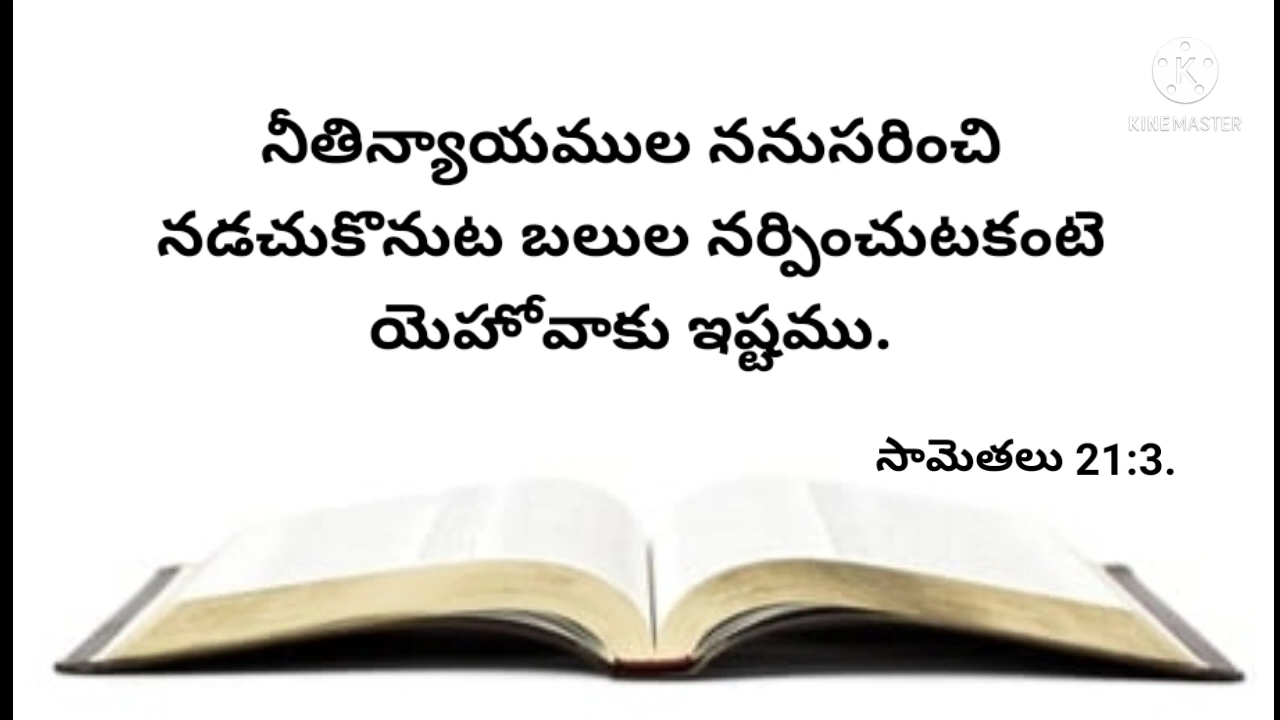 KINEMASTER
నీతిన్యాయముల ననుసరించి
నడచుకొనుట బలుల నర్పించుటకంటె
యెహోవాకు ఇష్టము.
సామెతలు 21:3.